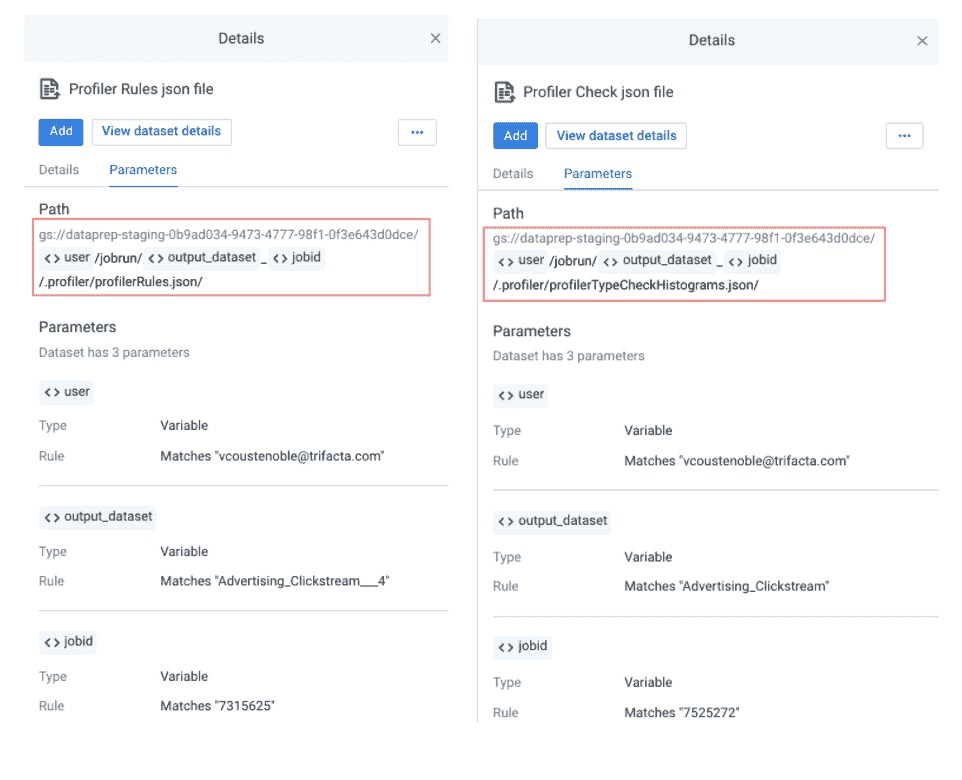 Details
Profiler Rules json file
Add View dataset details ...
Details Parameters
Path
gs://dataprep-staging-0b9ad034-9473-4777-98f1-0f3e643d0dce/
<> user /jobrun/ <> output_dataset _ <> jobid
/.profiler/profilerRules.json/
Parameters
Dataset has 3 parameters
<> user
Type Variable
Rule Matches "vcoustenoble@trifacta.com"
<> output_dataset
Type Variable
Rule Matches "Advertising_Clickstream___4"
<> jobid
Type Variable
Rule Matches "7315625"
Details
Profiler Check json file
Add View dataset details ...
Details Parameters
Path
gs://dataprep-staging-0b9ad034-9473-4777-98f1-0f3e643d0dce/
<> user /jobrun/ <> output_dataset _ <> jobid
/.profiler/profilerTypeCheckHistograms.json/
Parameters
Dataset has 3 parameters
<> user
Type Variable
Rule Matches "vcoustenoble@trifacta.com"
<> output_dataset
Type Variable
Rule Matches "Advertising_Clickstream"
<> jobid
Type Variable
Rule Matches "7525272"